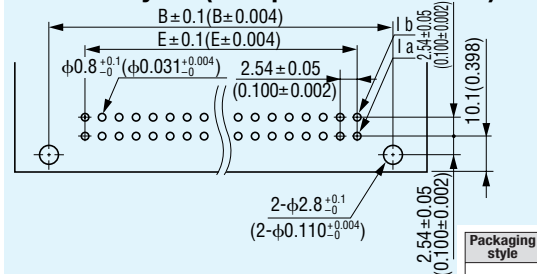 B±0.1(B±0.004)
E±0.1(E±0.004)
ϕ0.8 +0.1 −0 (ϕ0.031 +0.004 −0)
2.54±0.05
(0.100±0.002)
1b
1a
2.54±0.05
(0.100±0.002)
10.1(0.398)
2-ϕ2.8 +0.1 −0
(2-ϕ0.110 +0.004 −0)
2.54±0.05
(0.100±0.002)
Packaging
style